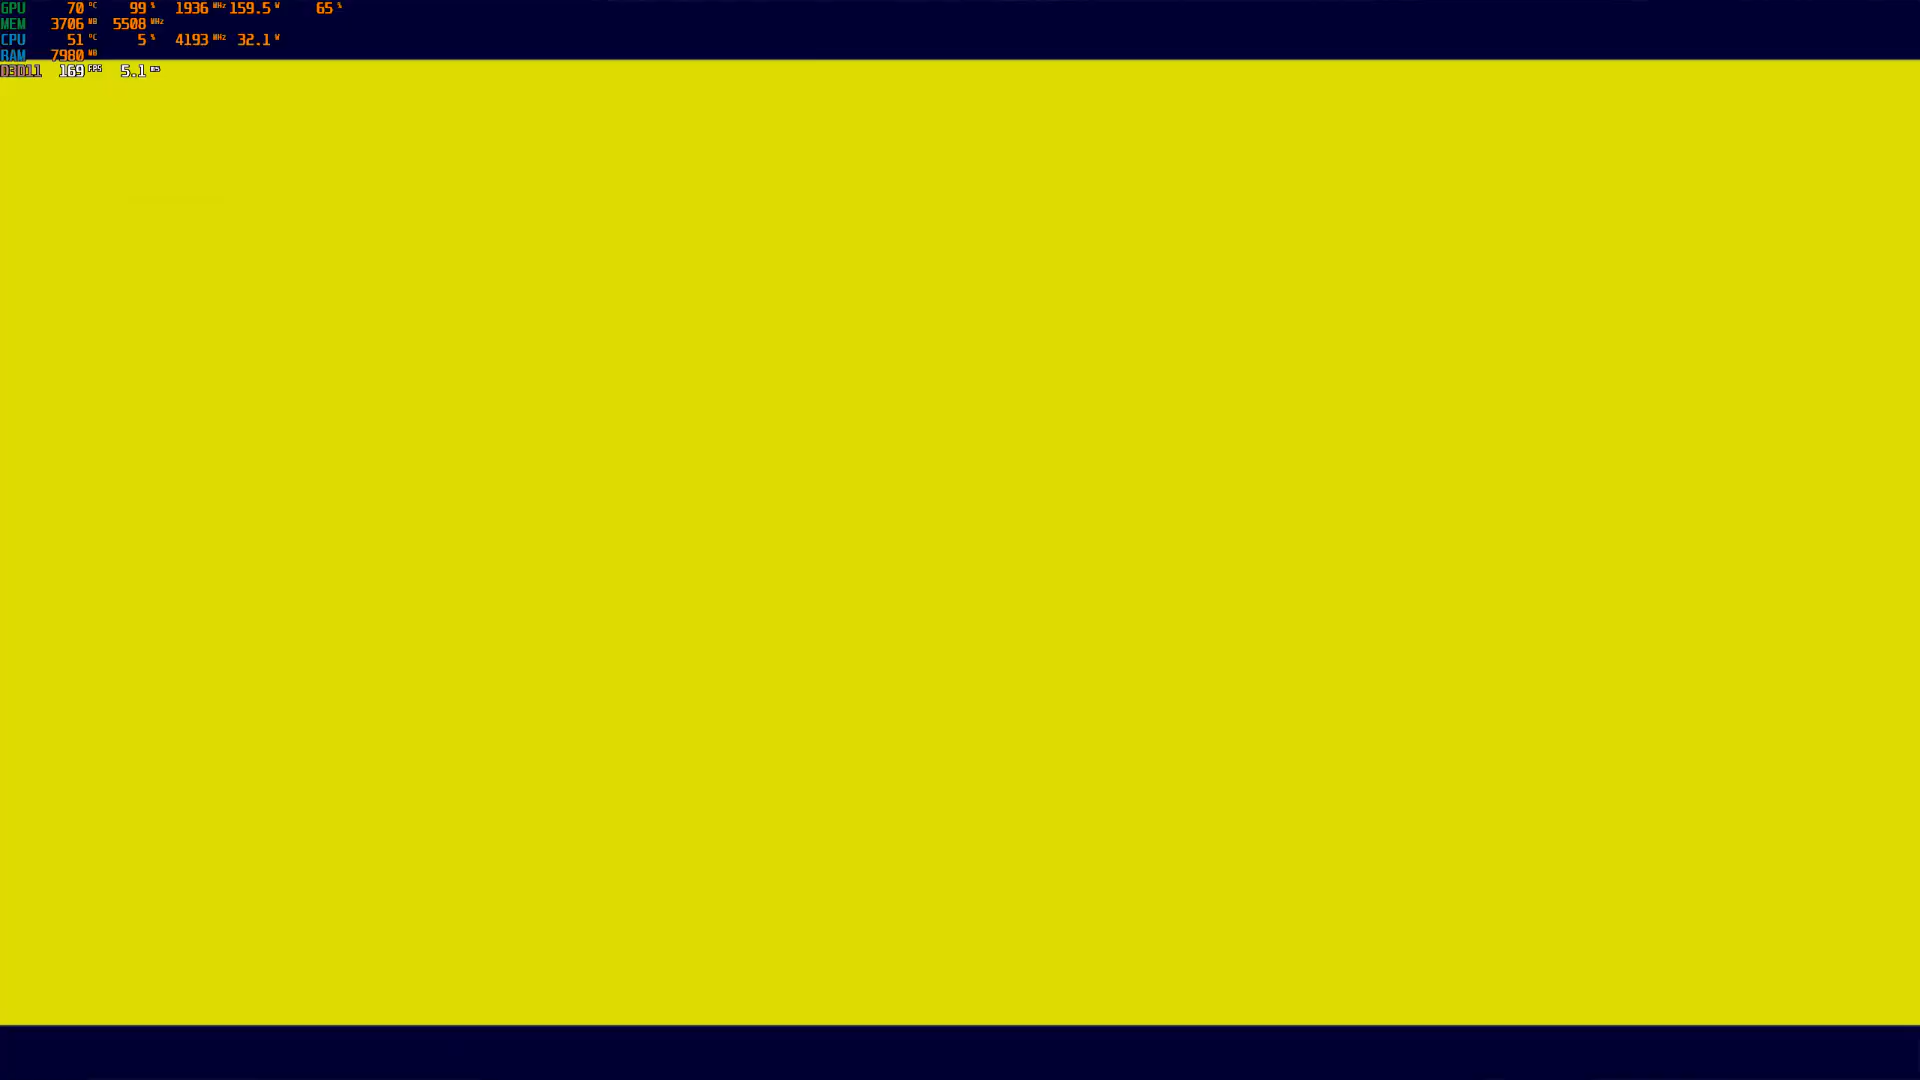 GPU 70 °C 99 % 1936 MHz 159.5 W 65 %
MEM 3706 MB 5508 MHz
CPU 51 °C 5 % 4193 MHz 32.1 W
RAM 7980 MB
D3D11 169 FPS 5.1 ms